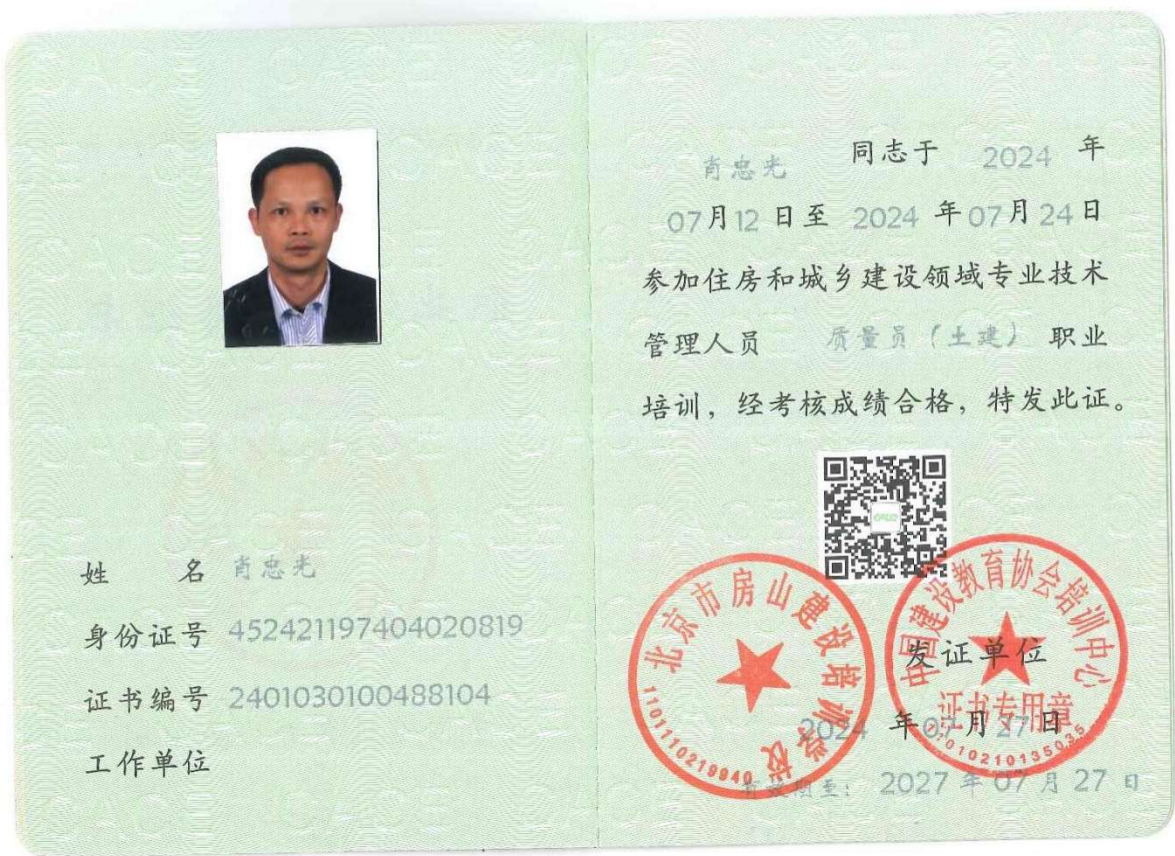 姓 名 肖忠光
身份证号 452421197404020819
证书编号 2401030100488104
工作单位
肖忠光 同志于 2024 年
07月12日至 2024 年07月24日
参加住房和城乡建设领域专业技术
管理人员 质量员（土建） 职业
培训，经考核成绩合格，特发此证。
北京市房山建设培训学校
1101110219940
中国建设教育协会培训中心
证书专用章
11010210135035
发证单位
2024 年07月27日
有效期至： 2027 年 07 月 27 日